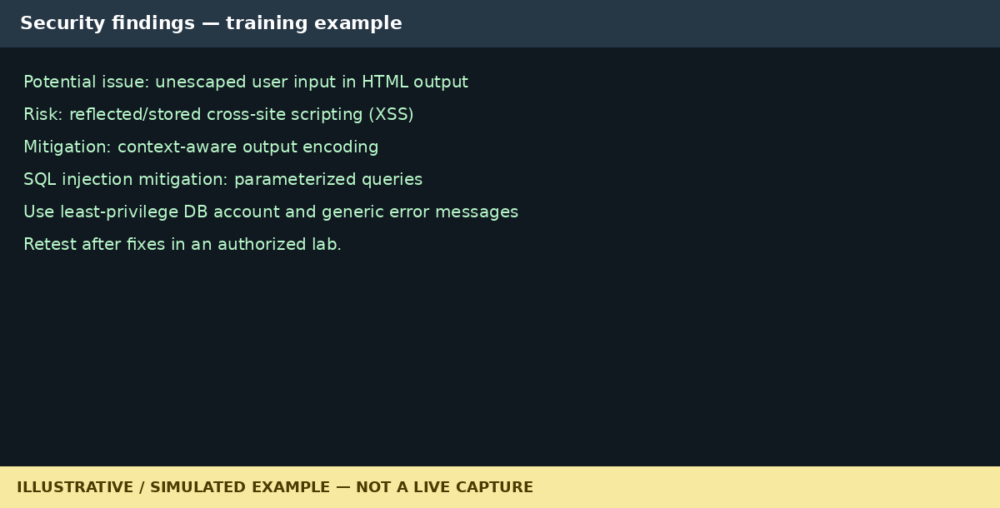 Security findings — training example
Potential issue: unescaped user input in HTML output
Risk: reflected/stored cross-site scripting (XSS)
Mitigation: context-aware output encoding
SQL injection mitigation: parameterized queries
Use least-privilege DB account and generic error messages
Retest after fixes in an authorized lab.
ILLUSTRATIVE / SIMULATED EXAMPLE — NOT A LIVE CAPTURE